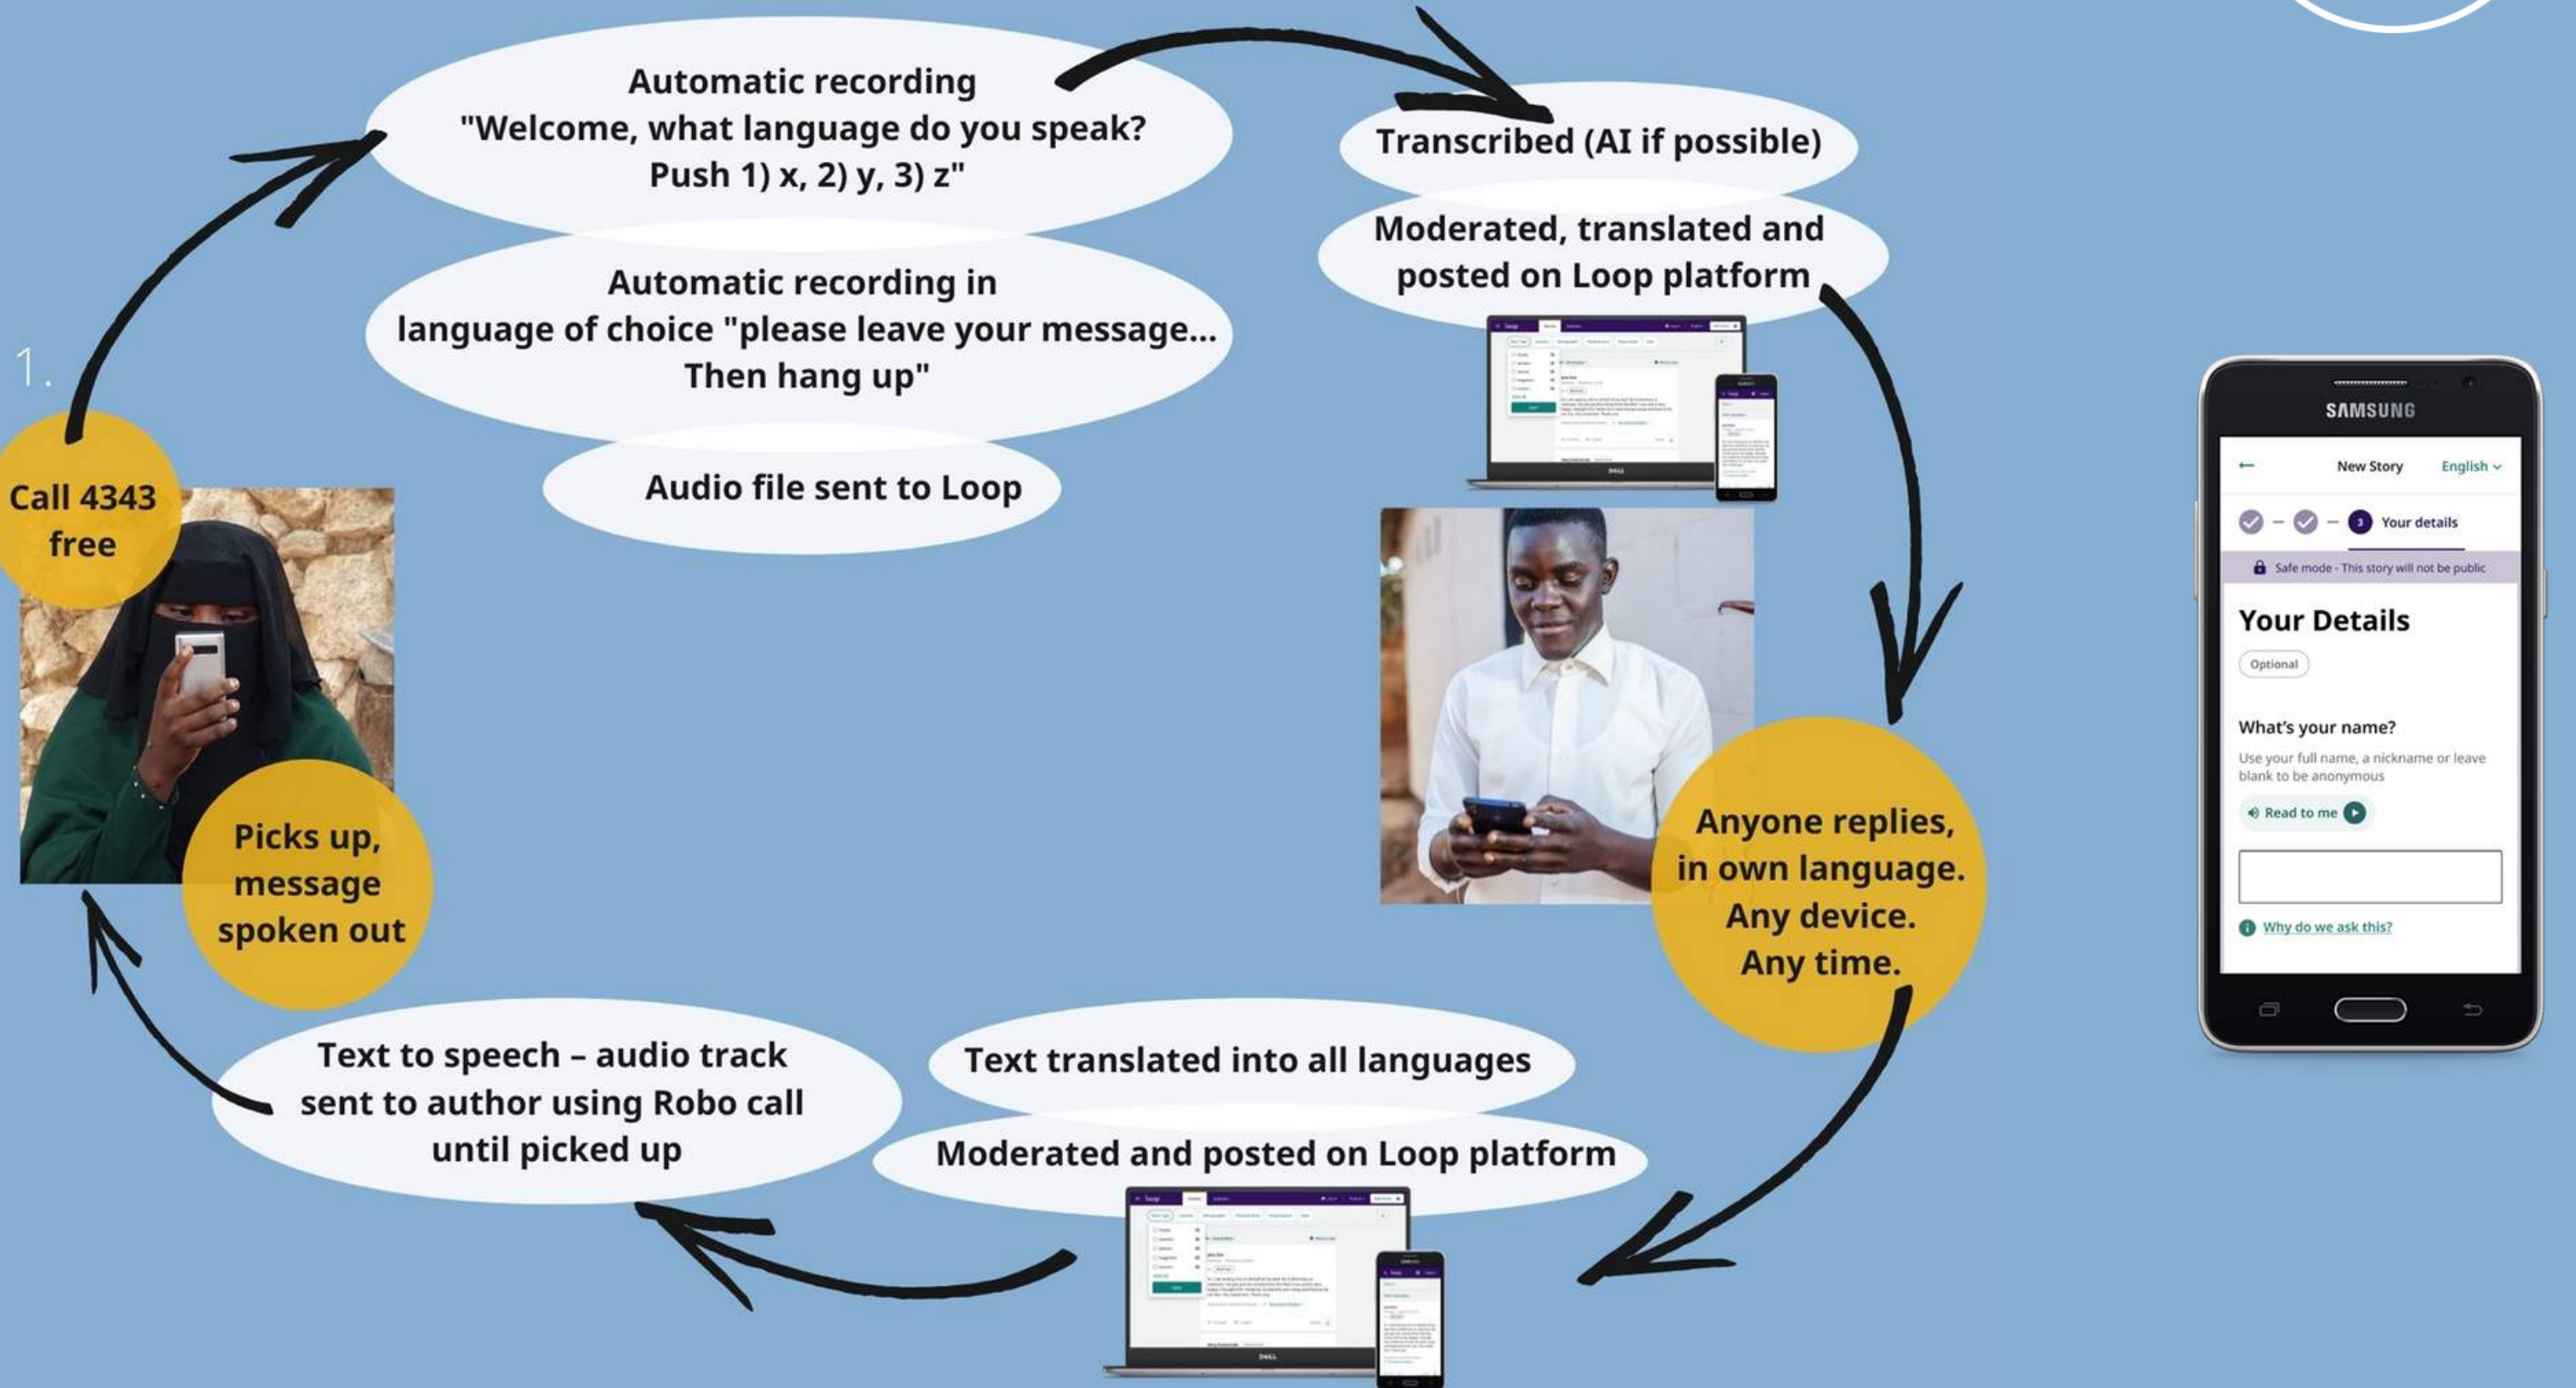 1.
Call 4343
free
Automatic recording
"Welcome, what language do you speak?
Push 1) x, 2) y, 3) z"
Automatic recording in
language of choice "please leave your message...
Then hang up"
Audio file sent to Loop
Transcribed (AI if possible)
Moderated, translated and
posted on Loop platform
DELL
Anyone replies,
in own language.
Any device.
Any time.
Text translated into all languages
Moderated and posted on Loop platform
DELL
Text to speech – audio track
sent to author using Robo call
until picked up
Picks up,
message
spoken out
SAMSUNG
New Story English
3 Your details
Safe mode - This story will not be public
Your Details
Optional
What's your name?
Use your full name, a nickname or leave
blank to be anonymous
Read to me
Why do we ask this?